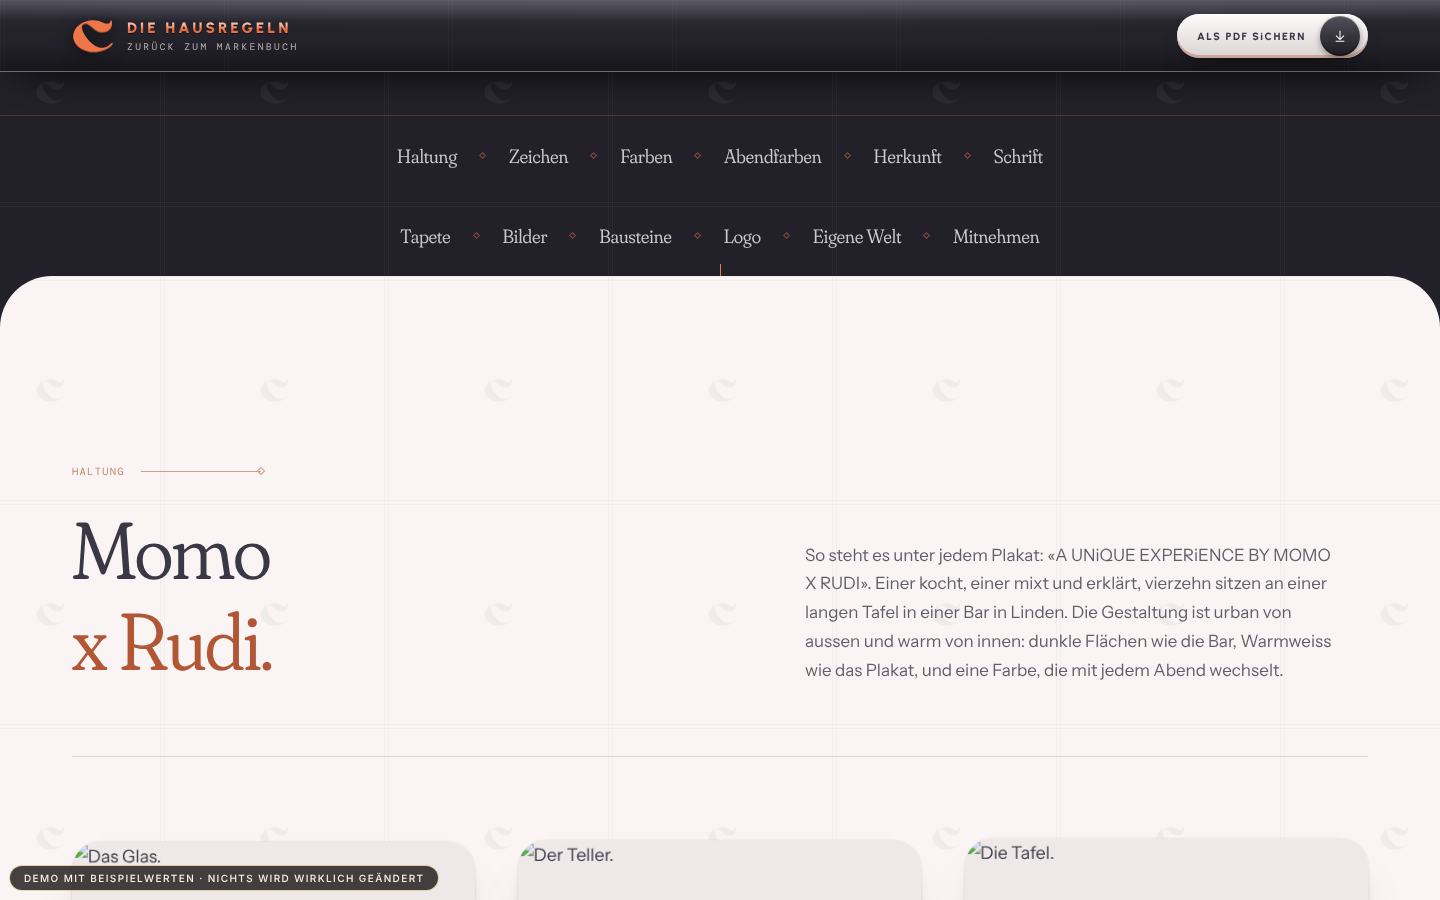 DIE HAUSREGELN
ZURÜCK ZUM MARKENBUCH
ALS PDF SiCHERN
Haltung Zeichen Farben Abendfarben Herkunft Schrift
Tapete Bilder Bausteine Logo Eigene Welt Mitnehmen
HALTUNG
Momo
x Rudi.
So steht es unter jedem Plakat: «A UNiQUE EXPERiENCE BY MOMO
X RUDI». Einer kocht, einer mixt und erklärt, vierzehn sitzen an einer
langen Tafel in einer Bar in Linden. Die Gestaltung ist urban von
aussen und warm von innen: dunkle Flächen wie die Bar, Warmweiss
wie das Plakat, und eine Farbe, die mit jedem Abend wechselt.
Das Glas.
Der Teller.
Die Tafel.
DEMO MIT BEISPIELWERTEN · NICHTS WIRD WIRKLICH GEÄNDERT